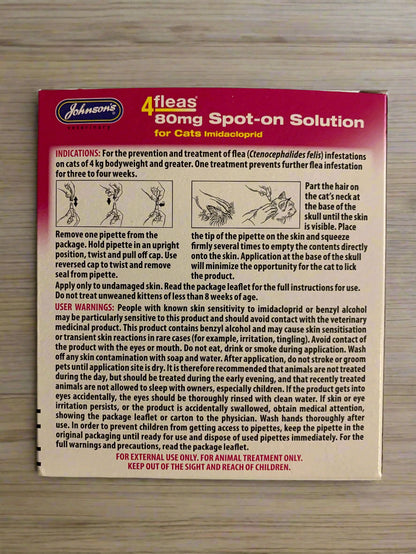 Johnson's
VETERINARY
4fleas®
80mg Spot-on Solution
for Cats Imidacloprid
INDICATIONS: For the prevention and treatment of flea (Ctenocephalides felis) infestations
on cats of 4 kg bodyweight and greater. One treatment prevents further flea infestation
for three to four weeks.
Remove one pipette from the
package. Hold pipette in an upright
position, twist and pull off cap. Use
reversed cap to twist and remove
seal from pipette.
Part the hair on
the cat's neck at
the base of the
skull until the skin
is visible. Place
the tip of the pipette on the skin and squeeze
firmly several times to empty the contents directly
onto the skin. Application at the base of the skull
will minimize the opportunity for the cat to lick
the product.
Apply only to undamaged skin. Read the package leaflet for the full instructions for use.
Do not treat unweaned kittens of less than 8 weeks of age.
USER WARNINGS: People with known skin sensitivity to imidacloprid or benzyl alcohol
may be particularly sensitive to this product and should avoid contact with the veterinary
medicinal product. This product contains benzyl alcohol and may cause skin sensitisation
or transient skin reactions in rare cases (for example, irritation, tingling). Avoid contact of
the product with the eyes or mouth. Do not eat, drink or smoke during application. Wash
off any skin contamination with soap and water. After application, do not stroke or groom
pets until application site is dry. It is therefore recommended that animals are not treated
during the day, but should be treated during the early evening, and that recently treated
animals are not allowed to sleep with owners, especially children. If the product gets into
eyes accidentally, the eyes should be thoroughly rinsed with clean water. If skin or eye
irritation persists, or the product is accidentally swallowed, obtain medical attention,
showing the package leaflet or carton to the physician. Wash hands thoroughly after
use. In order to prevent children from getting access to pipettes, keep the pipette in the
original packaging until ready for use and dispose of used pipettes immediately. For the
full warnings and precautions, read the package leaflet.
FOR EXTERNAL USE ONLY. FOR ANIMAL TREATMENT ONLY.
KEEP OUT OF THE SIGHT AND REACH OF CHILDREN.